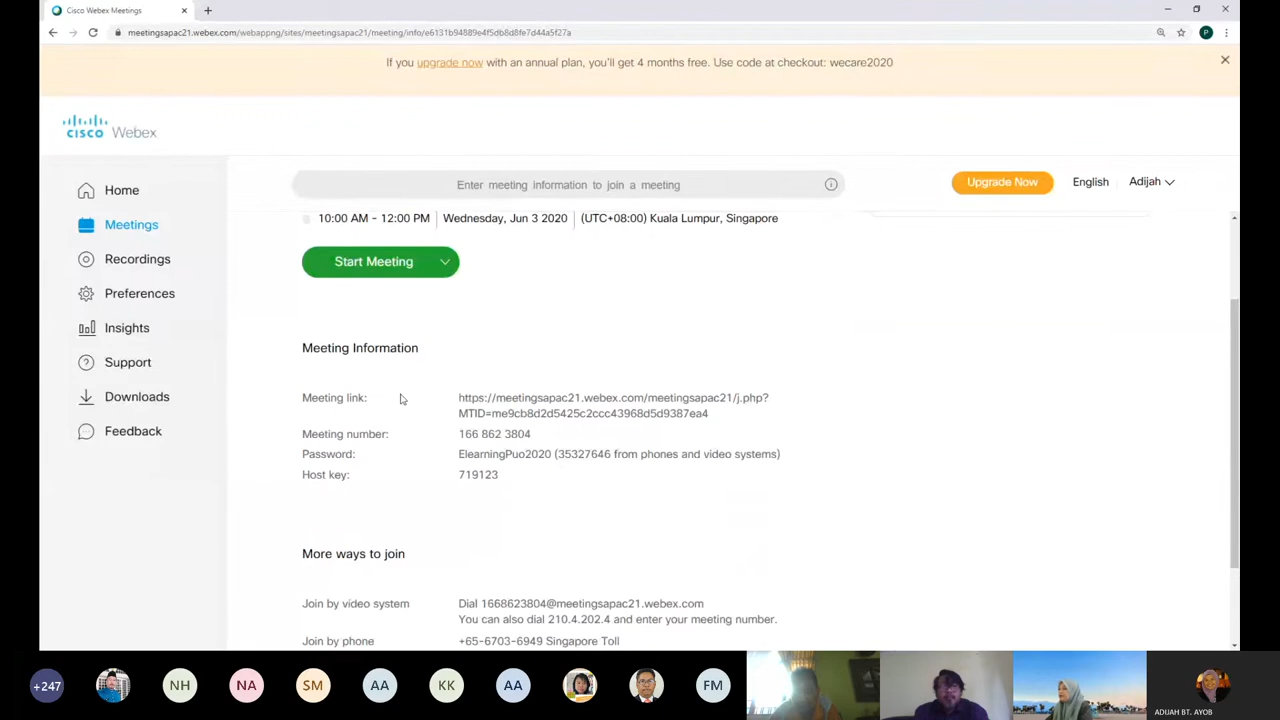 Cisco Webex Meetings
meetingsapac21.webex.com/webappng/sites/meetingsapac21/meeting/info/e6131b94889e4f5db8d8fe7d44a5f27a
P
If you upgrade now with an annual plan, you'll get 4 months free. Use code at checkout: wecare2020
CISCO Webex
Enter meeting information to join a meeting
Upgrade Now
English
Adijah
Home
Meetings
Recordings
Preferences
Insights
Support
Downloads
Feedback
10:00 AM - 12:00 PM | Wednesday, Jun 3 2020 | (UTC+08:00) Kuala Lumpur, Singapore
Start Meeting
Meeting Information
Meeting link: https://meetingsapac21.webex.com/meetingsapac21/j.php?
MTID=me9cb8d2d5425c2ccc43968d5d9387ea4
Meeting number: 166 862 3804
Password: ElearningPuo2020 (35327646 from phones and video systems)
Host key: 719123
More ways to join
Join by video system Dial 1668623804@meetingsapac21.webex.com
You can also dial 210.4.202.4 and enter your meeting number.
Join by phone +65-6703-6949 Singapore Toll
+247 NH NA SM AA KK AA FM
ADIJAH BT. AYOB